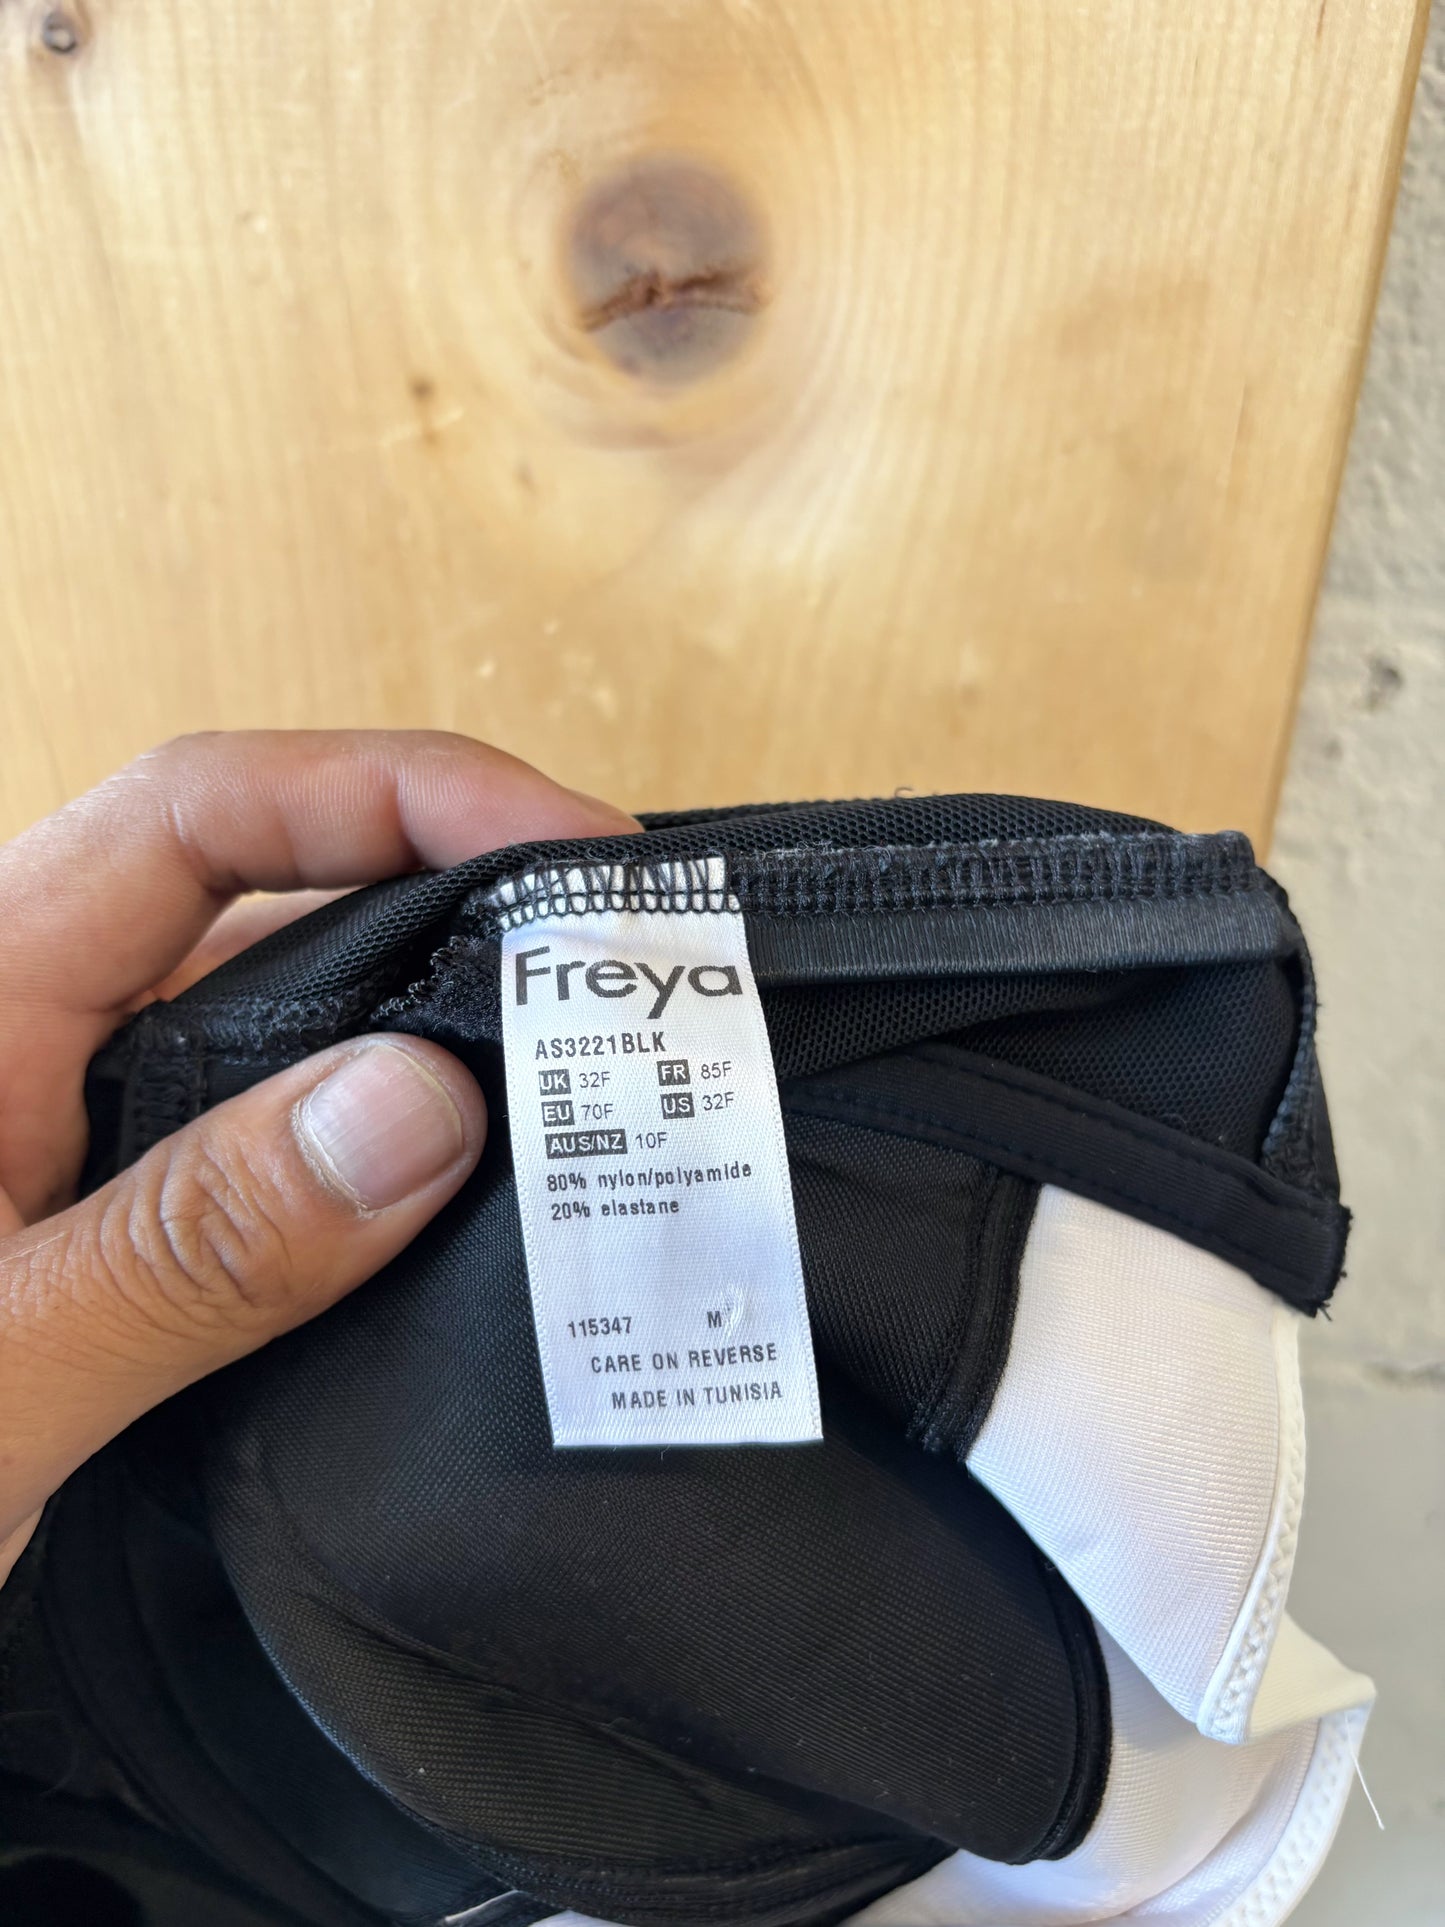 Freya
AS3221BLK
UK 32F FR 85F
EU 70F US 32F
AUS/NZ 10F
80% nylon/polyamide
20% elastane
115347 M
CARE ON REVERSE
MADE IN TUNISIA